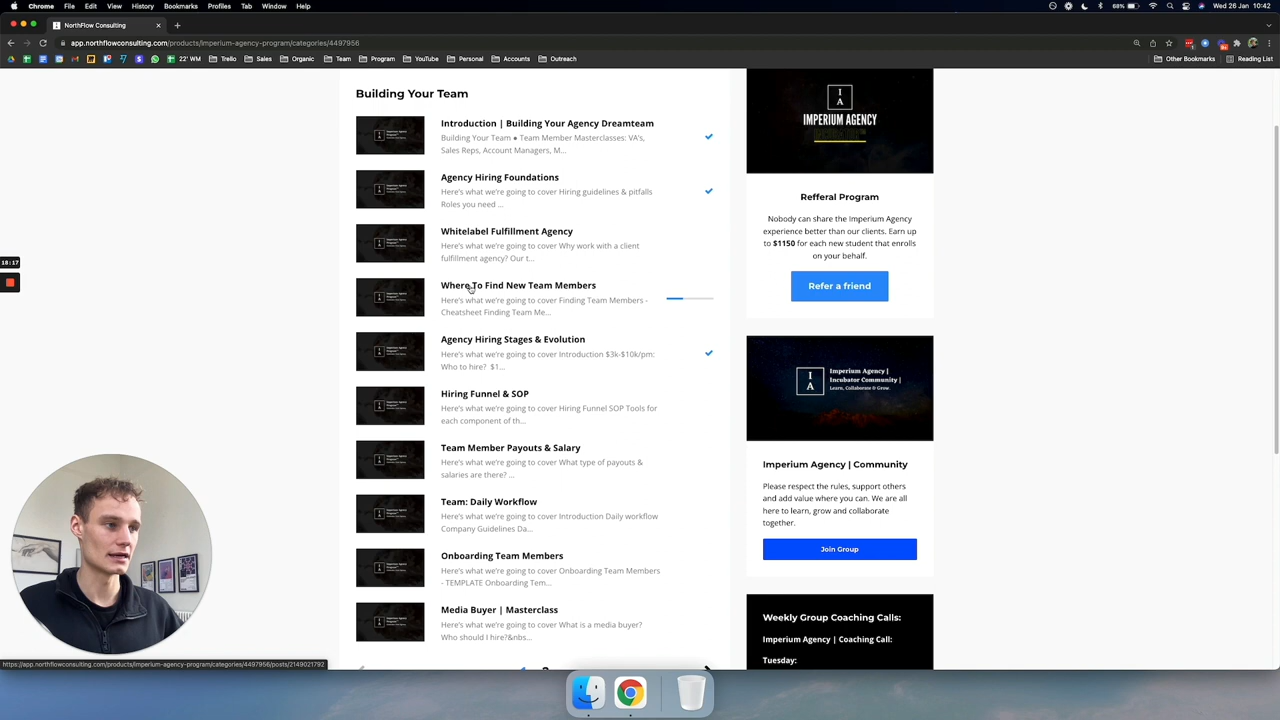 Chrome File Edit View History Bookmarks Profiles Tab Window Help
68% Wed 26 Jan 10:42
NorthFlow Consulting
app.northflowconsulting.com/products/imperium-agency-program/categories/4497956
22' WM Trello Sales Organic Team Program YouTube Personal Accounts Outreach Other Bookmarks Reading List
Building Your Team
Introduction | Building Your Agency Dreamteam
Building Your Team ● Team Member Masterclasses: VA's,
Sales Reps, Account Managers, M...
Agency Hiring Foundations
Here's what we're going to cover Hiring guidelines & pitfalls
Roles you need ...
Whitelabel Fulfillment Agency
Here's what we're going to cover Why work with a client
fulfillment agency? Our t...
Where To Find New Team Members
Here's what we're going to cover Finding Team Members -
Cheatsheet Finding Team Me...
Agency Hiring Stages & Evolution
Here's what we're going to cover Introduction $3k-$10k/pm:
Who to hire? $1...
Hiring Funnel & SOP
Here's what we're going to cover Hiring Funnel SOP Tools for
each component of th...
Team Member Payouts & Salary
Here's what we're going to cover What type of payouts &
salaries are there? ...
Team: Daily Workflow
Here's what we're going to cover Introduction Daily workflow
Company Guidelines Da...
Onboarding Team Members
Here's what we're going to cover Onboarding Team Members
- TEMPLATE Onboarding Tem...
Media Buyer | Masterclass
Here's what we're going to cover What is a media buyer?
Who should I hire?&nbs...
I A
IMPERIUM AGENCY
Refferal Program
Nobody can share the Imperium Agency
experience better than our clients. Earn up
to $1150 for each new student that enrolls
on your behalf.
Refer a friend
I A
Imperium Agency |
Incubator Community |
Learn, Collaborate & Grow.
Imperium Agency | Community
Please respect the rules, support others
and add value where you can. We are all
here to learn, grow and collaborate
together.
Join Group
Weekly Group Coaching Calls:
Imperium Agency | Coaching Call:
Tuesday:
18:17
https://app.northflowconsulting.com/products/imperium-agency-program/categories/4497956/posts/2149021792